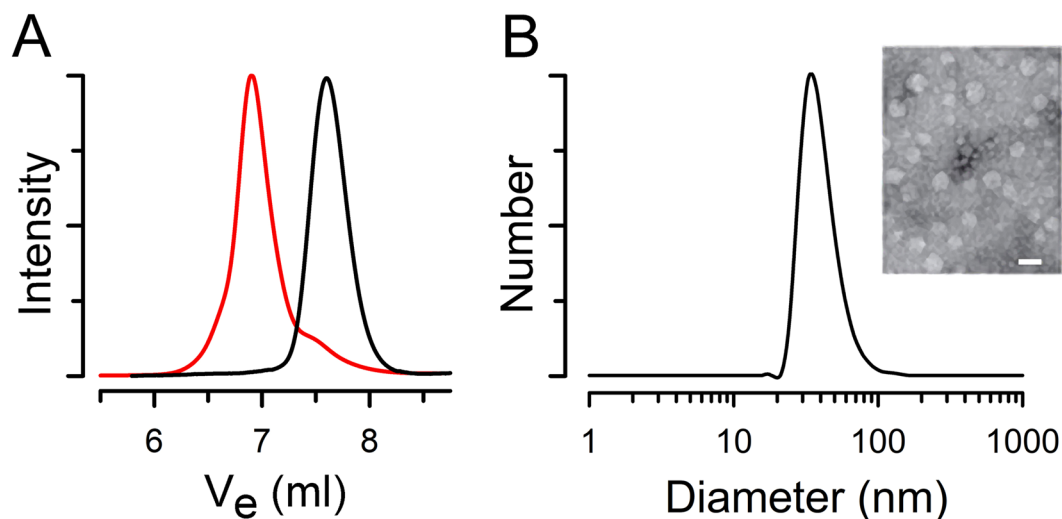 A
Intensity
6 7 8
Ve (ml)
B
Number
1 10 100 1000
Diameter (nm)